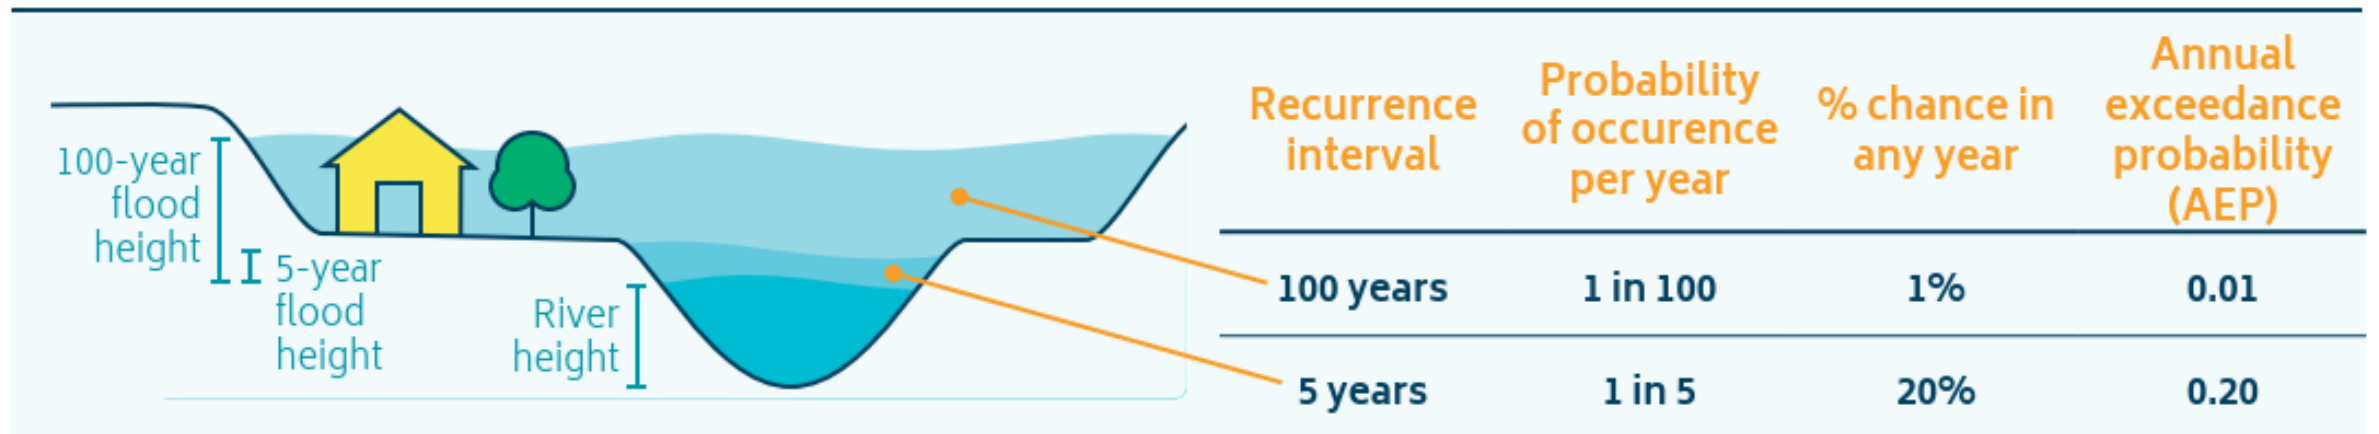 100-year
flood
height
5-year
flood
height
River
height
Recurrence
interval
Probability
of occurence
per year
% chance in
any year
Annual
exceedance
probability
(AEP)
100 years 1 in 100 1% 0.01
5 years 1 in 5 20% 0.20